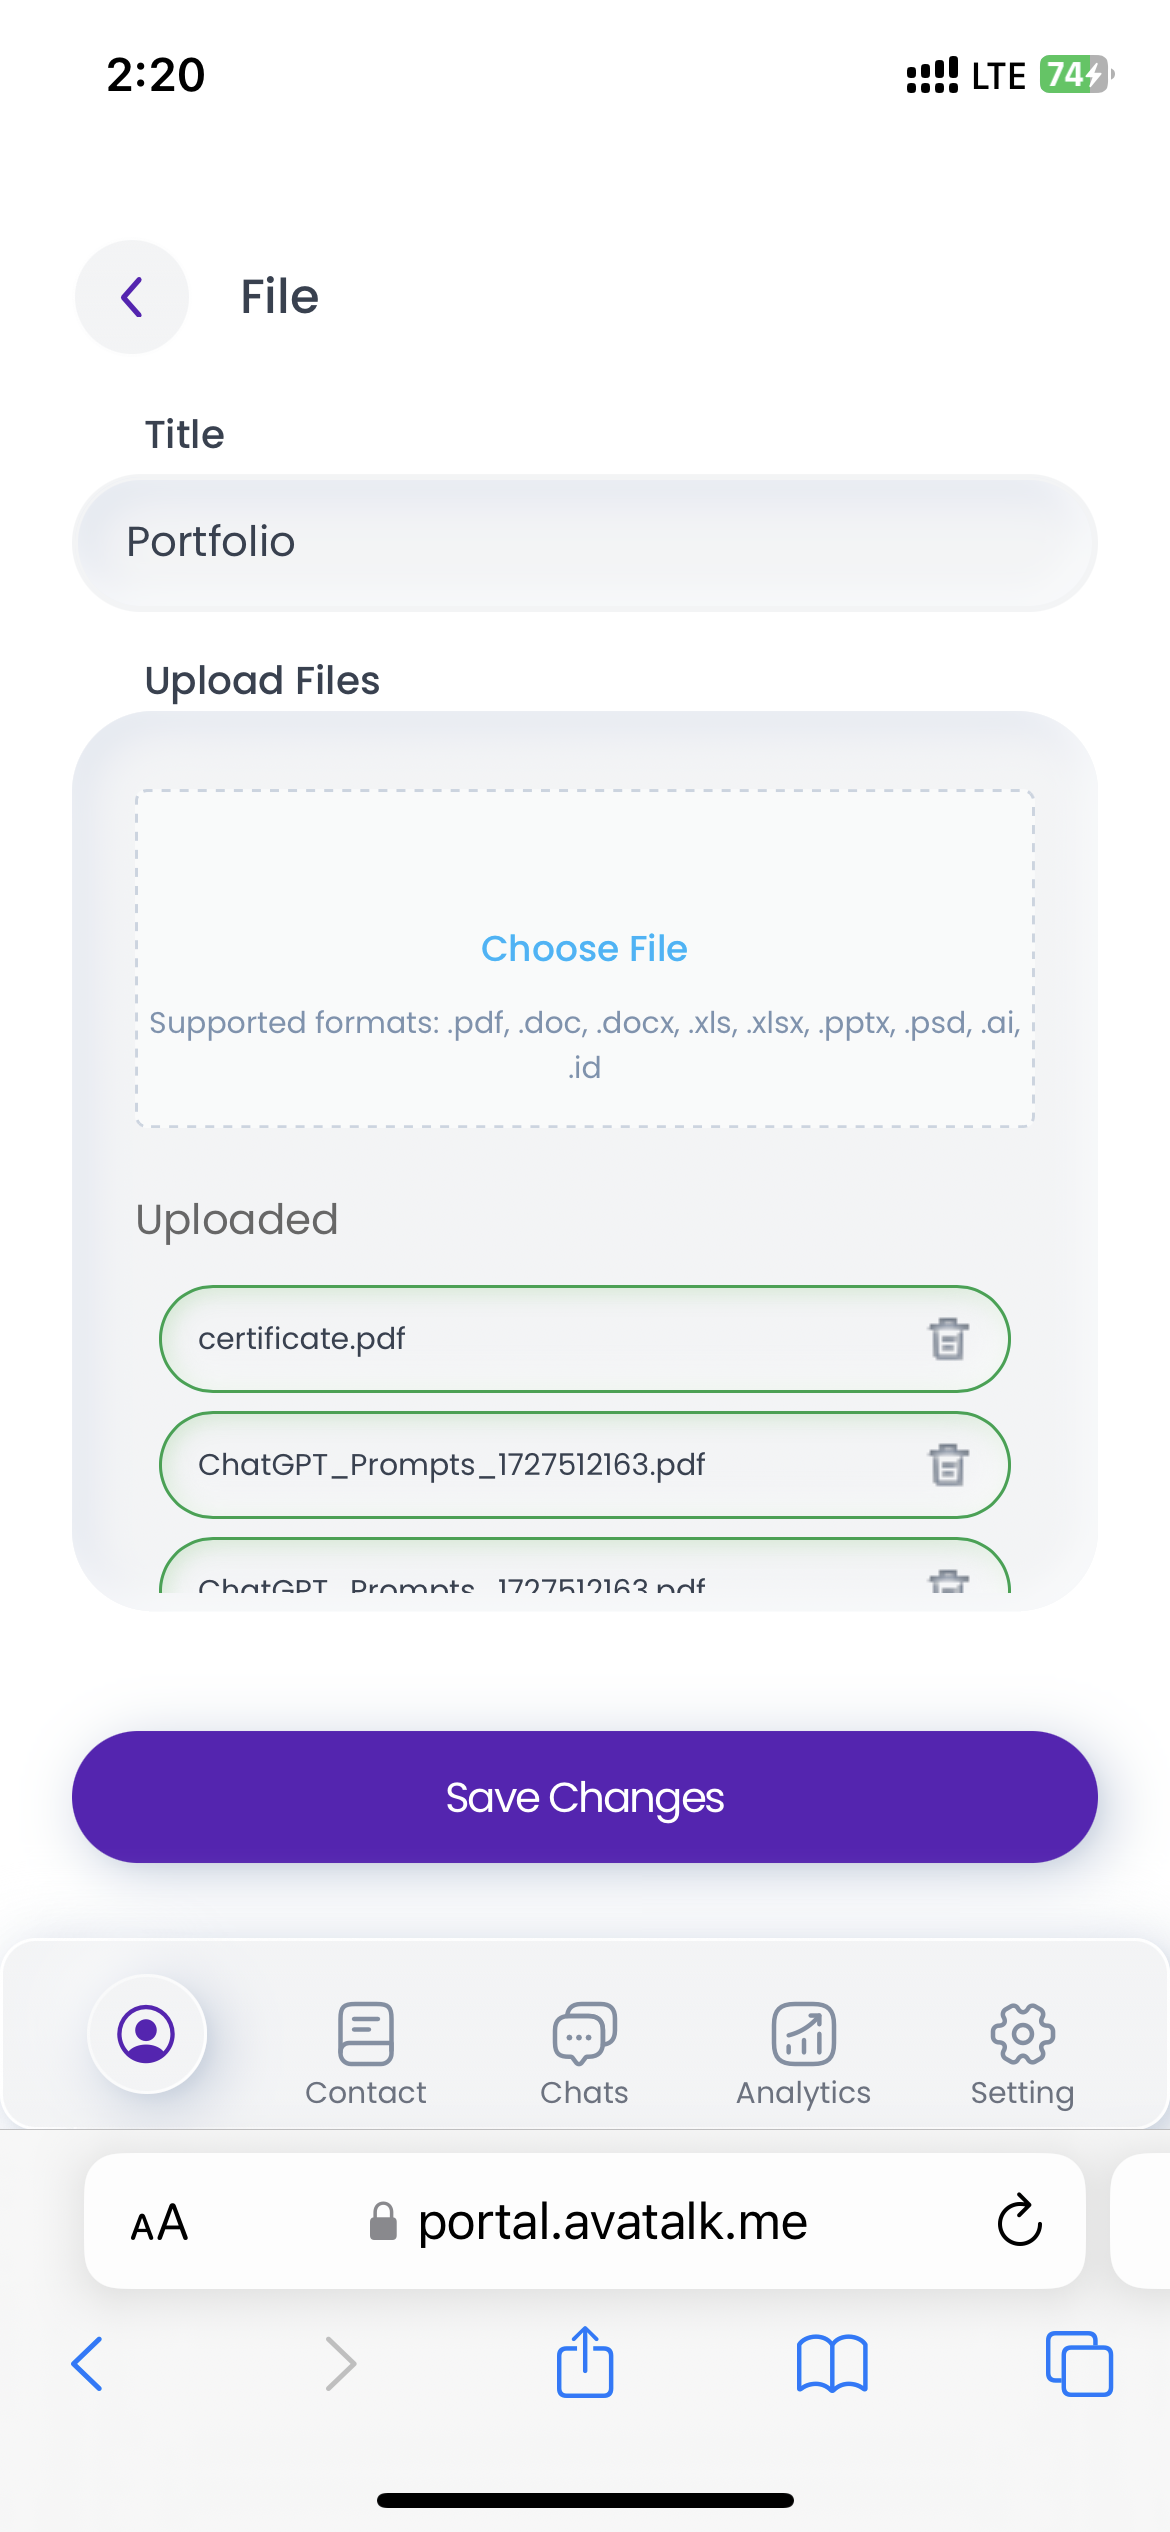 2:20
LTE 74
File
Title
Portfolio
Upload Files
Choose File
Supported formats: .pdf, .doc, .docx, .xls, .xlsx, .pptx, .psd, .ai,
.id
Uploaded
certificate.pdf
ChatGPT_Prompts_1727512163.pdf
ChatGPT_Prompts_1727512163.pdf
Save Changes
Contact Chats Analytics Setting
AA portal.avatalk.me